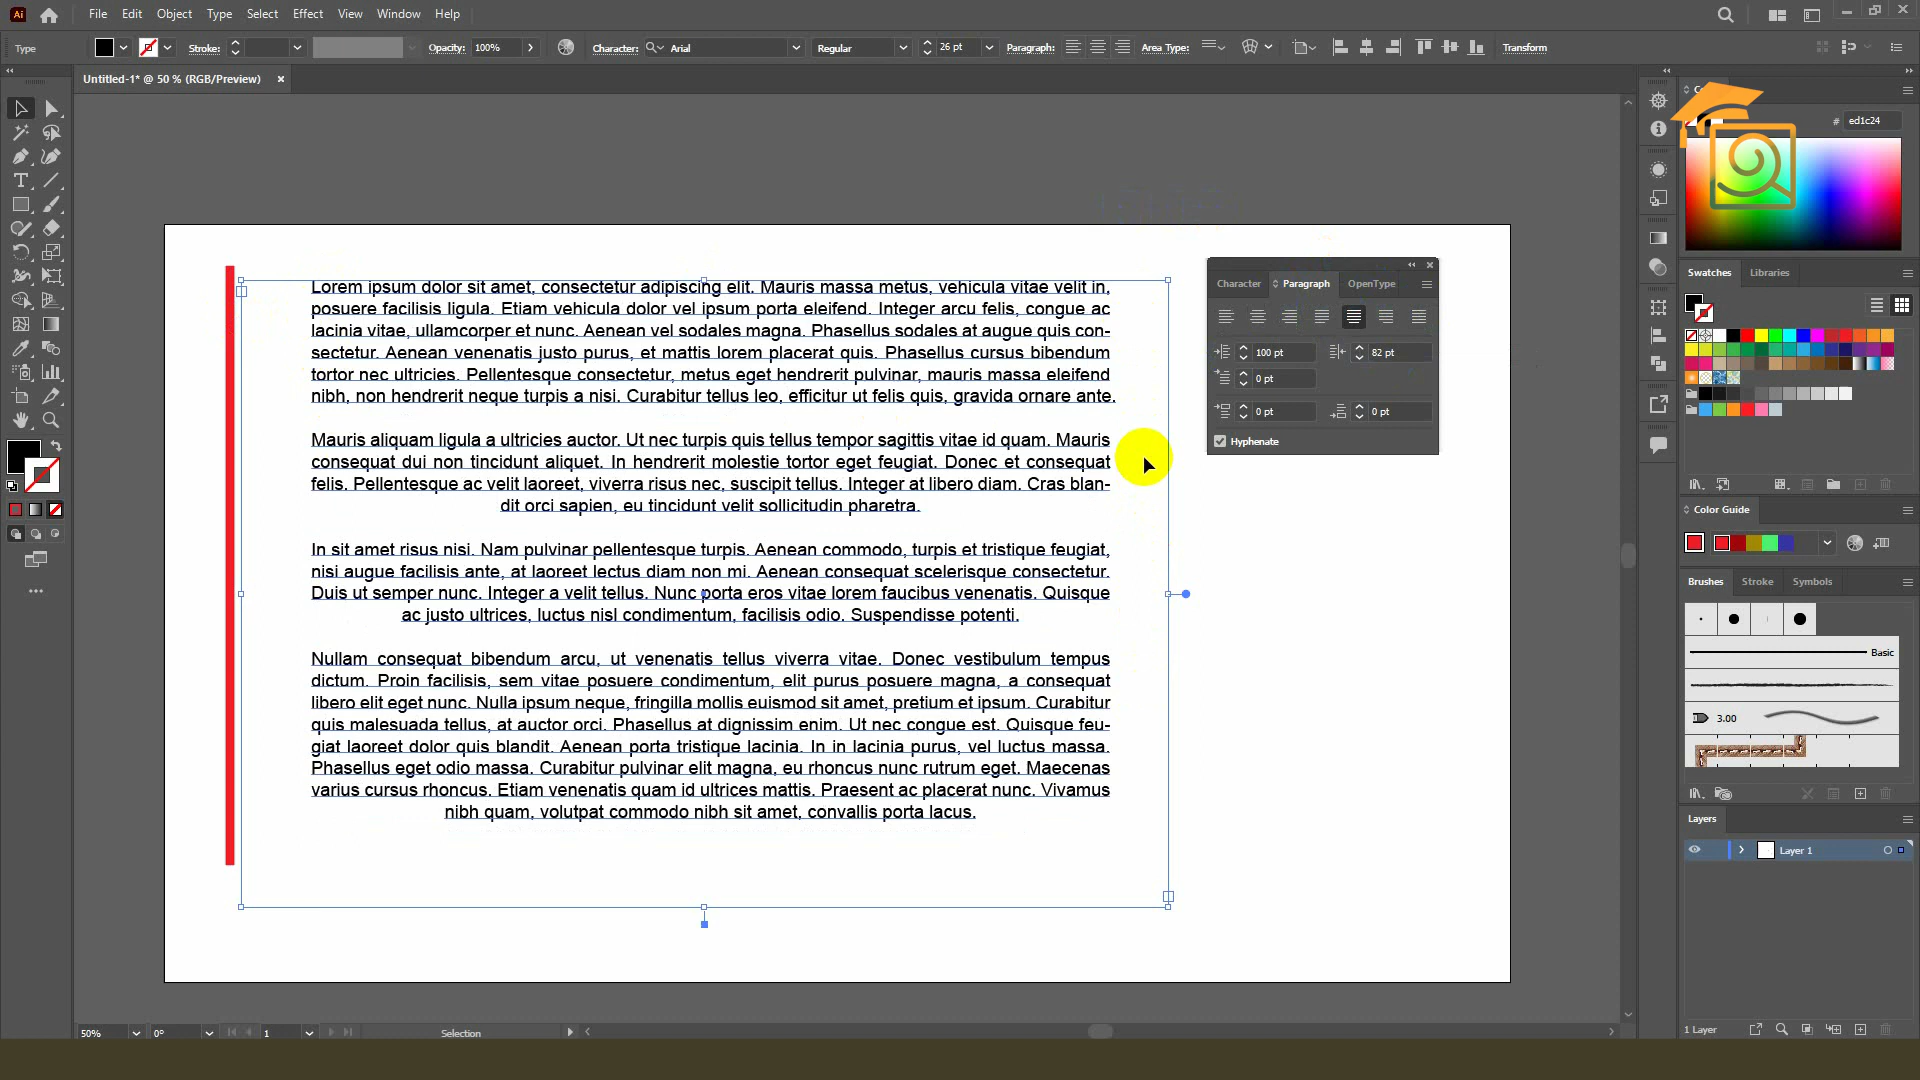 Ai
File Edit Object Type Select Effect View Window Help
Type Stroke: Opacity: 100% Character: Arial Regular 26 pt Paragraph: Area Type: Transform
Untitled-1* @ 50 % (RGB/Preview)
# ed1c24
Lorem ipsum dolor sit amet, consectetur adipiscing elit. Mauris massa metus, vehicula vitae velit in,
posuere facilisis ligula. Etiam vehicula dolor vel ipsum porta eleifend. Integer arcu felis, congue ac
lacinia vitae, ullamcorper et nunc. Aenean vel sodales magna. Phasellus sodales at augue quis con-
sectetur. Aenean venenatis justo purus, et mattis lorem placerat quis. Phasellus cursus bibendum
tortor nec ultricies. Pellentesque consectetur, metus eget hendrerit pulvinar, mauris massa eleifend
nibh, non hendrerit neque turpis a nisi. Curabitur tellus leo, efficitur ut felis quis, gravida ornare ante.
Mauris aliquam ligula a ultricies auctor. Ut nec turpis quis tellus tempor sagittis vitae id quam. Mauris
consequat dui non tincidunt aliquet. In hendrerit molestie tortor eget feugiat. Donec et consequat
felis. Pellentesque ac velit laoreet, viverra risus nec, suscipit tellus. Integer at libero diam. Cras blan-
dit orci sapien, eu tincidunt velit sollicitudin pharetra.
In sit amet risus nisi. Nam pulvinar pellentesque turpis. Aenean commodo, turpis et tristique feugiat,
nisi augue facilisis ante, at laoreet lectus diam non mi. Aenean consequat scelerisque consectetur.
Duis ut semper nunc. Integer a velit tellus. Nunc porta eros vitae lorem faucibus venenatis. Quisque
ac justo ultrices, luctus nisl condimentum, facilisis odio. Suspendisse potenti.
Nullam consequat bibendum arcu, ut venenatis tellus viverra vitae. Donec vestibulum tempus
dictum. Proin facilisis, sem vitae posuere condimentum, elit purus posuere magna, a consequat
libero elit eget nunc. Nulla ipsum neque, fringilla mollis euismod sit amet, pretium et ipsum. Curabitur
quis malesuada tellus, at auctor orci. Phasellus at dignissim enim. Ut nec congue est. Quisque feu-
giat laoreet dolor quis blandit. Aenean porta tristique lacinia. In in lacinia purus, vel luctus massa.
Phasellus eget odio massa. Curabitur pulvinar elit magna, eu rhoncus nunc rutrum eget. Maecenas
varius cursus rhoncus. Etiam venenatis quam id ultrices mattis. Praesent ac placerat nunc. Vivamus
nibh quam, volutpat commodo nibh sit amet, convallis porta lacus.
Character Paragraph OpenType
100 pt 82 pt
0 pt
0 pt 0 pt
Hyphenate
Swatches Libraries
Color Guide
Brushes Stroke Symbols
Basic
3.00
Layers
Layer 1
1 Layer
50% 0° 1 Selection